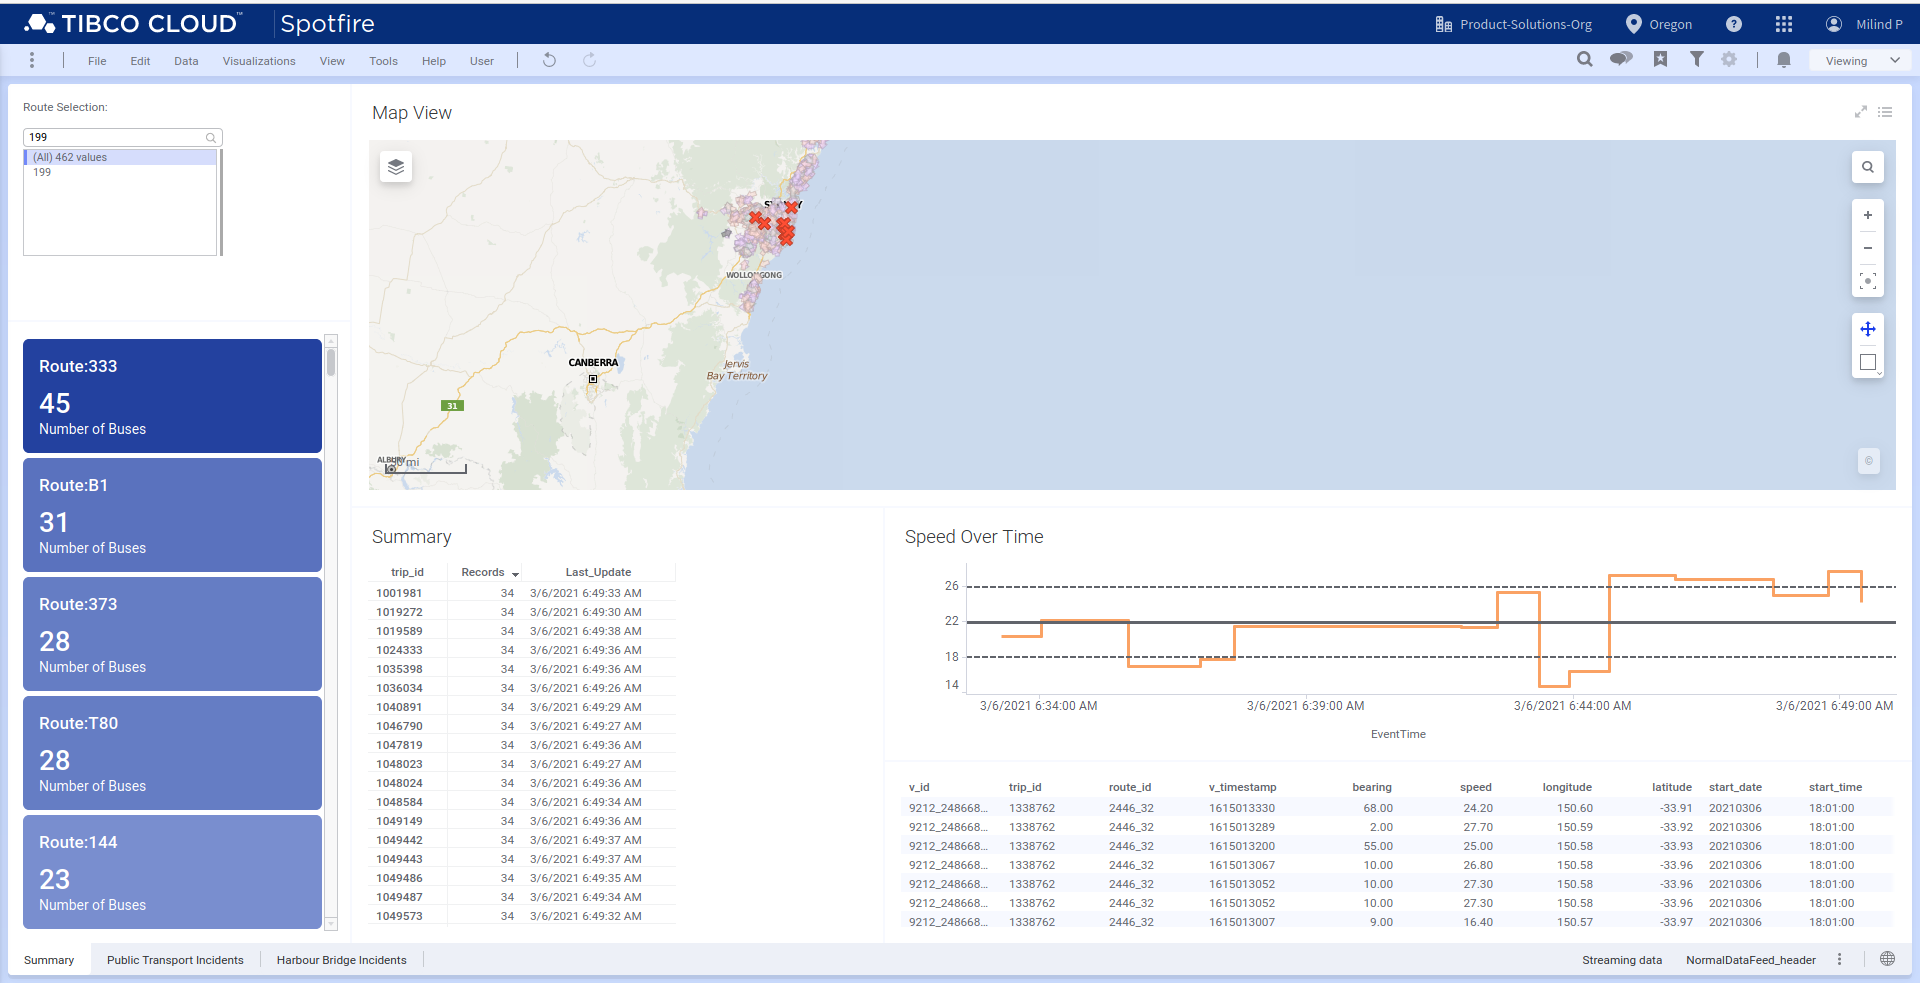 TIBCO CLOUD™ Spotfire
Product-Solutions-Org Oregon ? Milind P
File Edit Data Visualizations View Tools Help User Viewing
Route Selection:
199
(All) 462 values
199
Route:333
45
Number of Buses
Route:B1
31
Number of Buses
Route:373
28
Number of Buses
Route:T80
28
Number of Buses
Route:144
23
Number of Buses
Map View
WOLLONGONG
CANBERRA
Jervis
Bay Territory
31
ALBURY
mi
+
−
©
Summary
trip_id Records Last_Update
1001981 34 3/6/2021 6:49:33 AM
1019272 34 3/6/2021 6:49:30 AM
1019589 34 3/6/2021 6:49:38 AM
1024333 34 3/6/2021 6:49:36 AM
1035398 34 3/6/2021 6:49:36 AM
1036034 34 3/6/2021 6:49:26 AM
1040891 34 3/6/2021 6:49:29 AM
1046790 34 3/6/2021 6:49:27 AM
1047819 34 3/6/2021 6:49:36 AM
1048023 34 3/6/2021 6:49:27 AM
1048024 34 3/6/2021 6:49:36 AM
1048584 34 3/6/2021 6:49:34 AM
1049149 34 3/6/2021 6:49:36 AM
1049442 34 3/6/2021 6:49:37 AM
1049443 34 3/6/2021 6:49:37 AM
1049486 34 3/6/2021 6:49:35 AM
1049487 34 3/6/2021 6:49:34 AM
1049573 34 3/6/2021 6:49:32 AM
Speed Over Time
26
22
18
14
3/6/2021 6:34:00 AM 3/6/2021 6:39:00 AM 3/6/2021 6:44:00 AM 3/6/2021 6:49:00 AM
EventTime
v_id trip_id route_id v_timestamp bearing speed longitude latitude start_date start_time
9212_248668... 1338762 2446_32 1615013330 68.00 24.20 150.60 -33.91 20210306 18:01:00
9212_248668... 1338762 2446_32 1615013289 2.00 27.70 150.59 -33.92 20210306 18:01:00
9212_248668... 1338762 2446_32 1615013200 55.00 25.00 150.58 -33.93 20210306 18:01:00
9212_248668... 1338762 2446_32 1615013067 10.00 26.80 150.58 -33.96 20210306 18:01:00
9212_248668... 1338762 2446_32 1615013052 10.00 27.30 150.58 -33.96 20210306 18:01:00
9212_248668... 1338762 2446_32 1615013052 10.00 27.30 150.58 -33.96 20210306 18:01:00
9212_248668... 1338762 2446_32 1615013007 9.00 16.40 150.57 -33.97 20210306 18:01:00
Summary Public Transport Incidents Harbour Bridge Incidents Streaming data NormalDataFeed_header